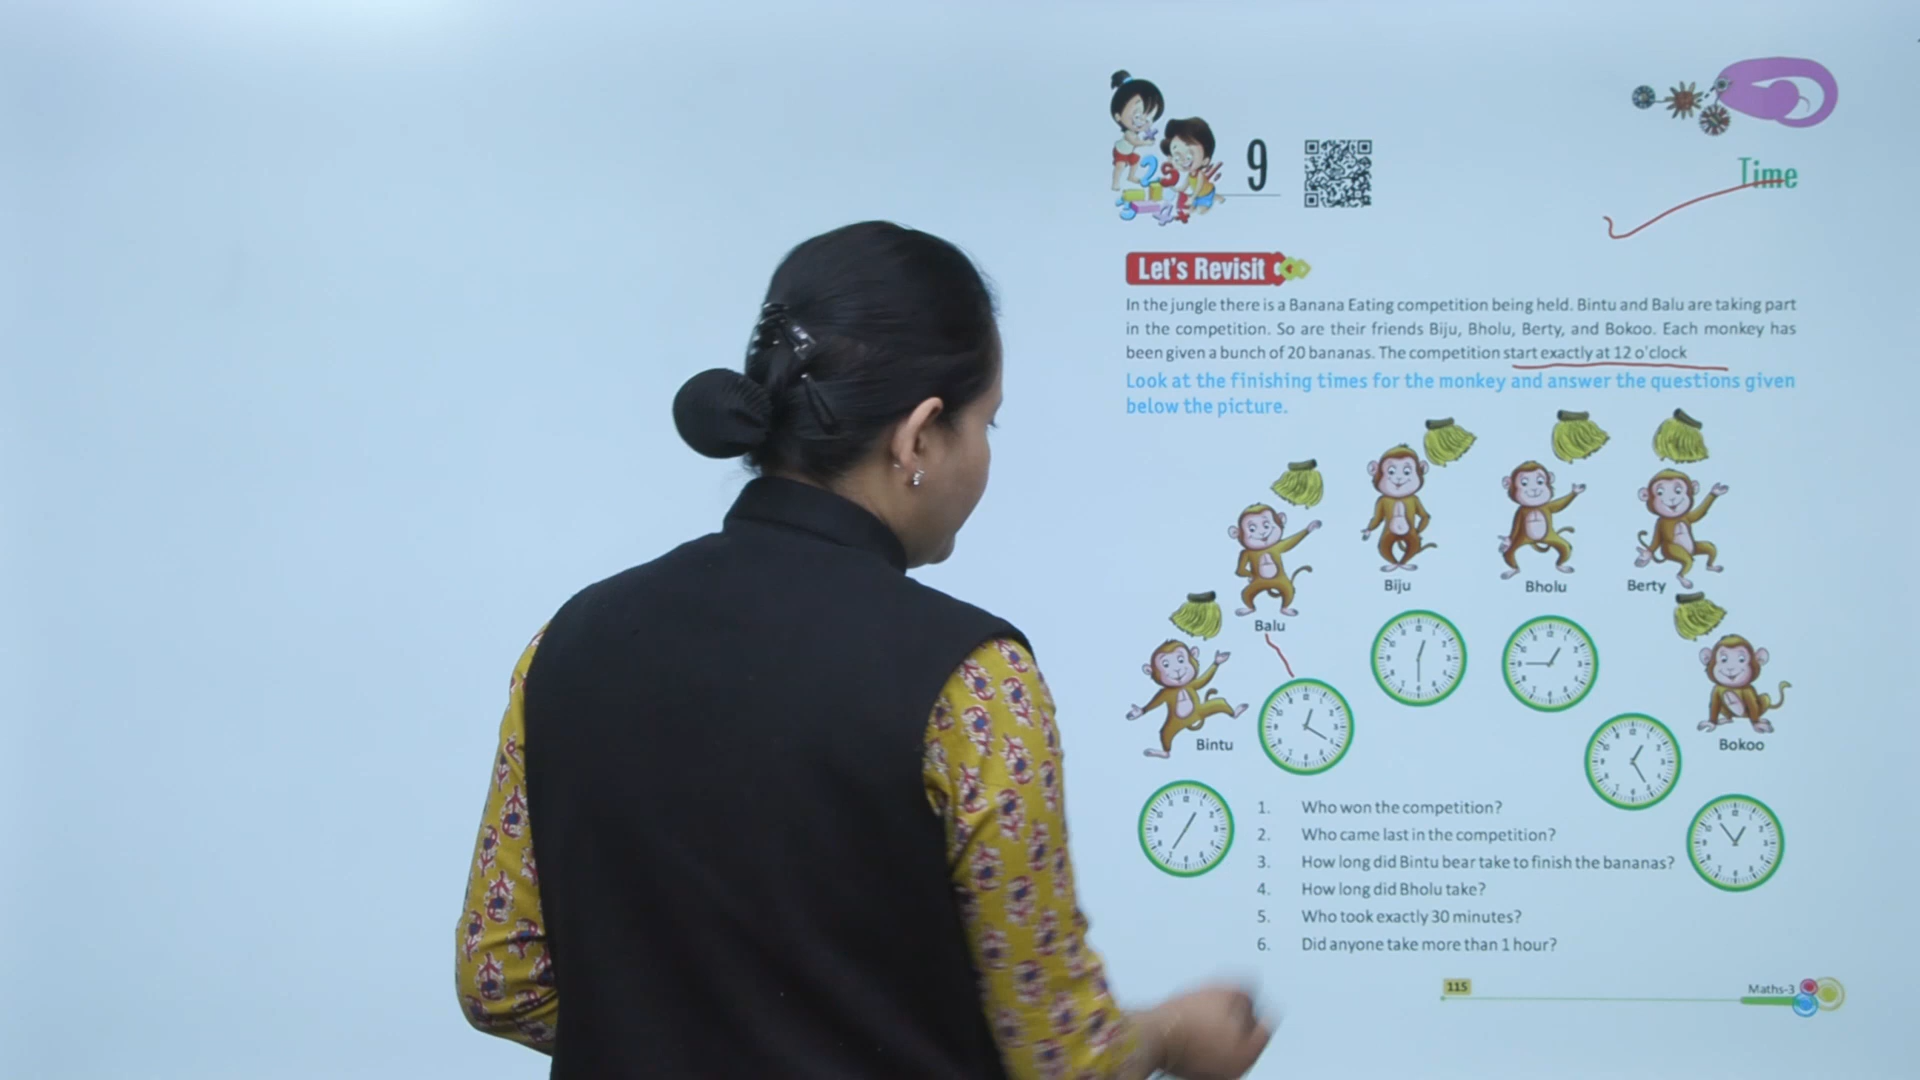 9
Time
Let's Revisit
In the jungle there is a Banana Eating competition being held. Bintu and Balu are taking part
in the competition. So are their friends Biju, Bholu, Berty, and Bokoo. Each monkey has
been given a bunch of 20 bananas. The competition start exactly at 12 o'clock
Look at the finishing times for the monkey and answer the questions given
below the picture.
Biju
Bholu
Berty
Balu
Bintu
Bokoo
1. Who won the competition?
2. Who came last in the competition?
3. How long did Bintu bear take to finish the bananas?
4. How long did Bholu take?
5. Who took exactly 30 minutes?
6. Did anyone take more than 1 hour?
115
Maths-3